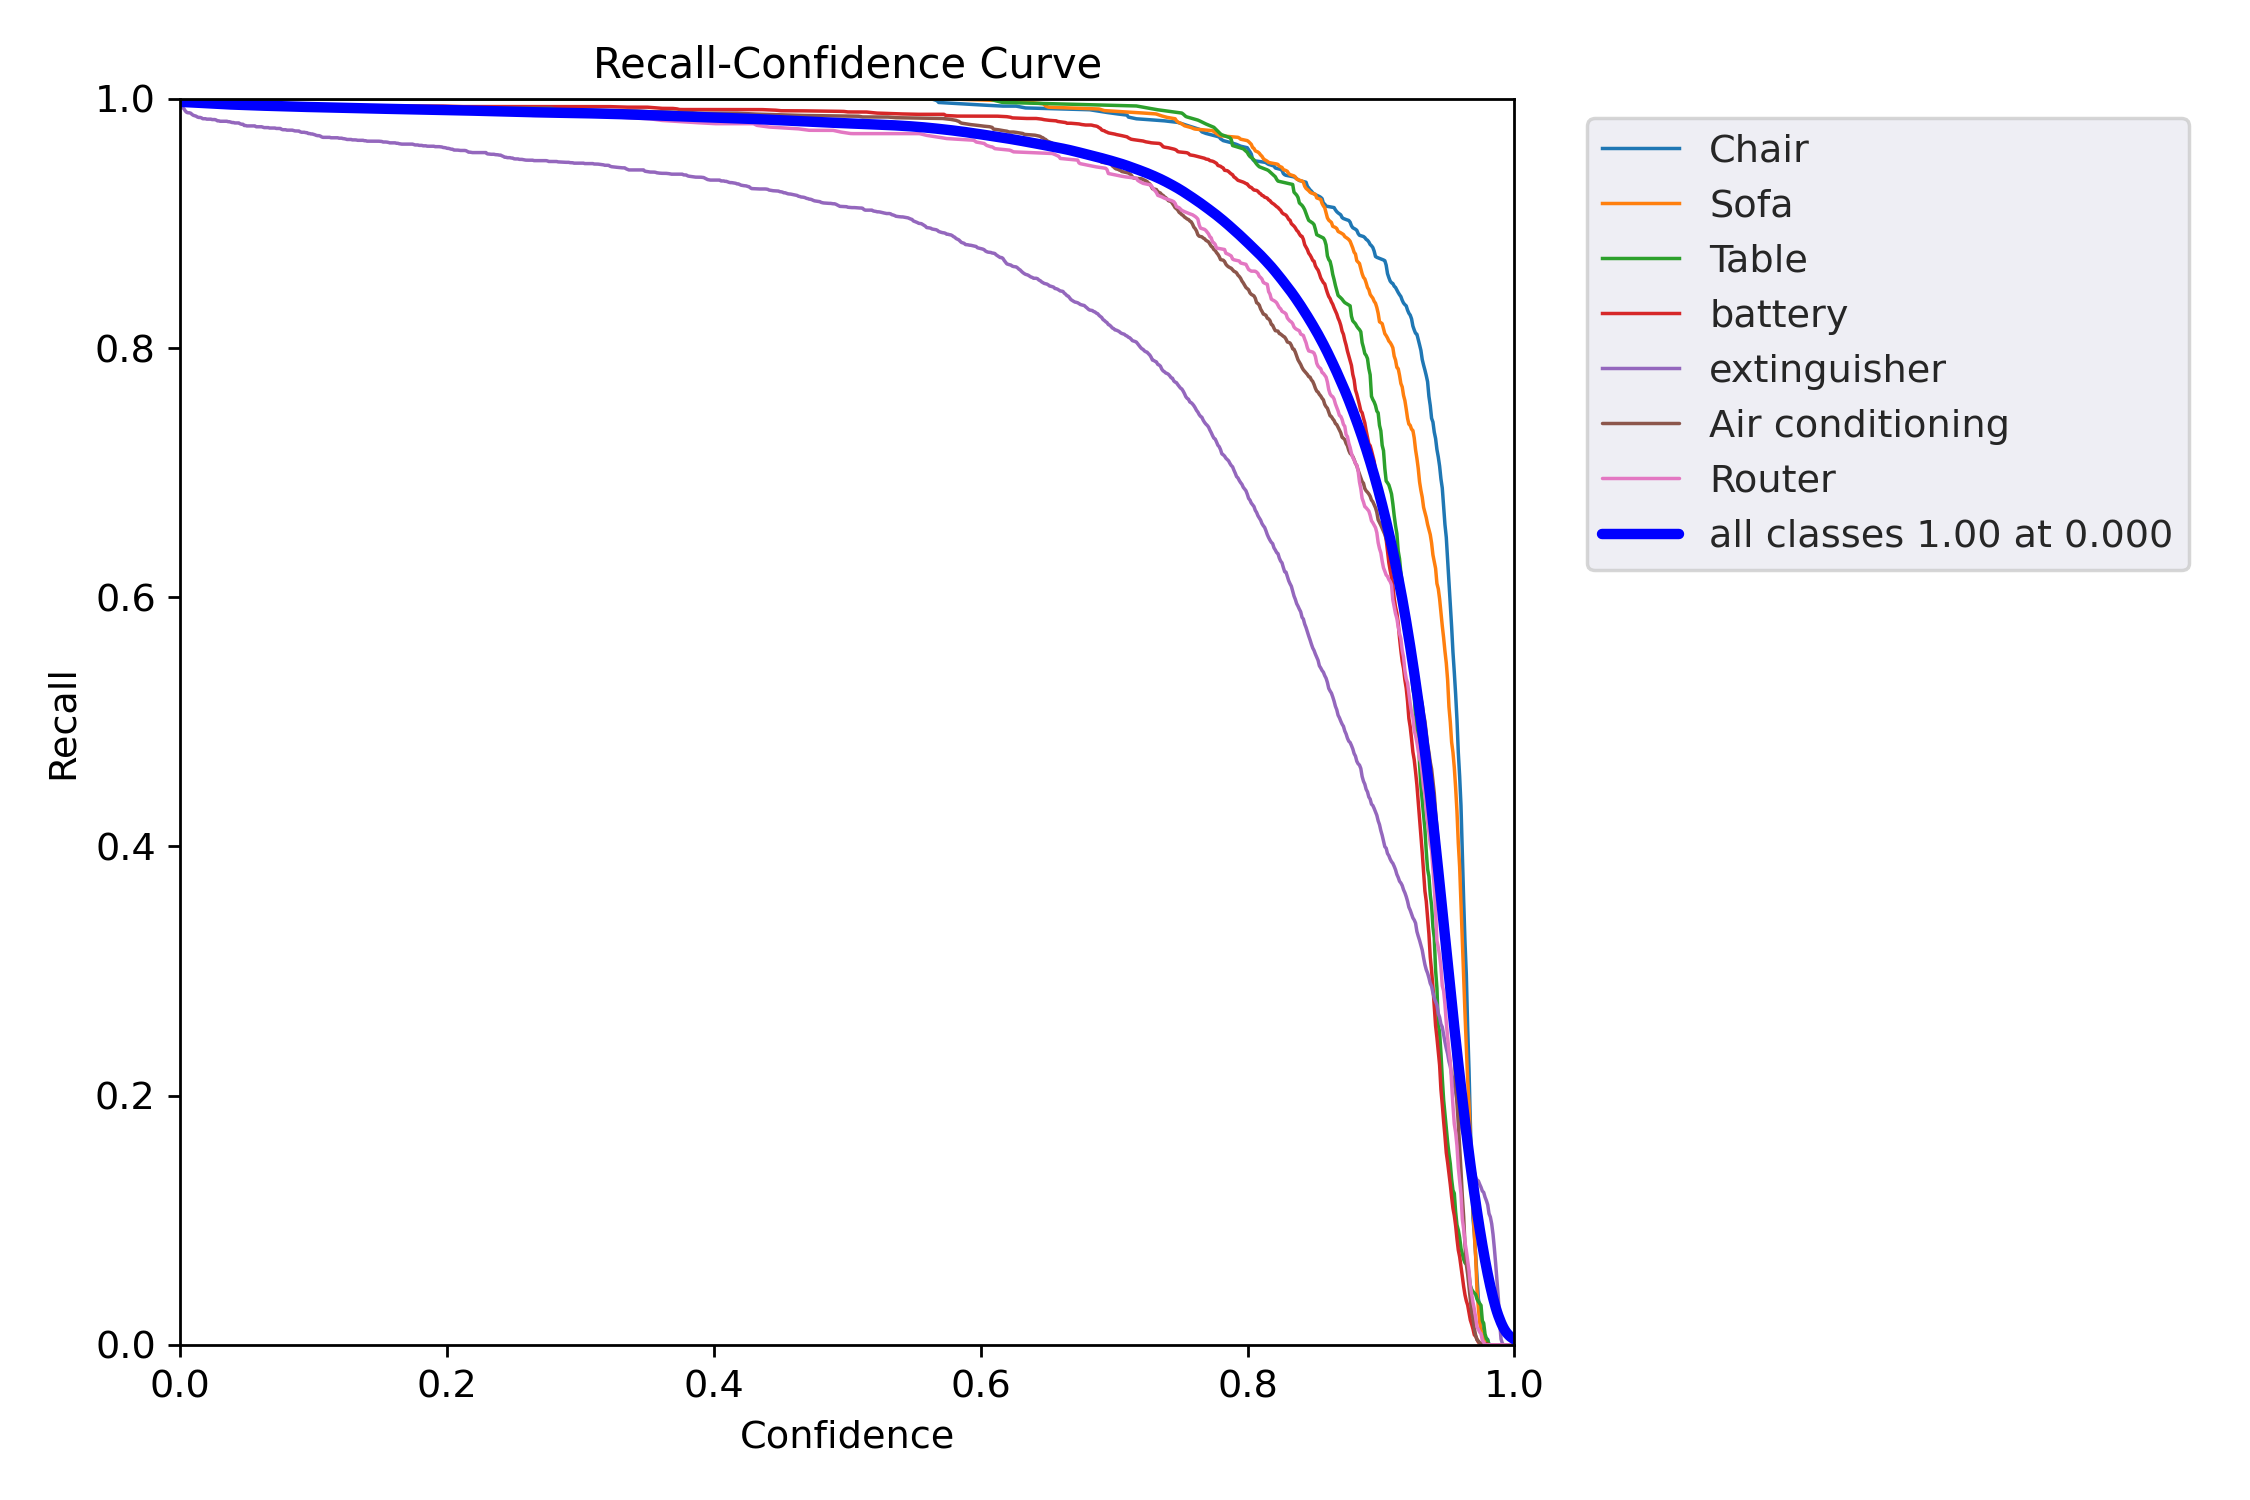 Recall-Confidence Curve
1.0
0.8
0.6
0.4
0.2
0.0
Recall
0.0 0.2 0.4 0.6 0.8 1.0
Confidence
Chair
Sofa
Table
battery
extinguisher
Air conditioning
Router
all classes 1.00 at 0.000